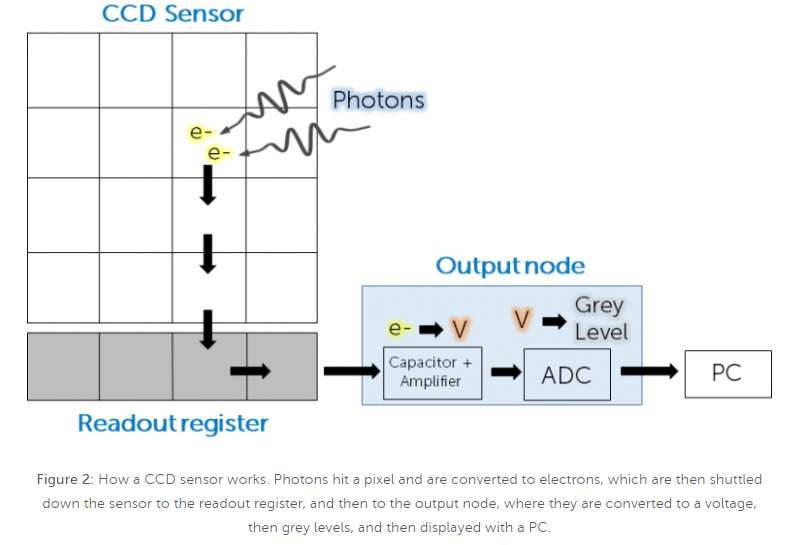 CCD Sensor
Photons
e-
e-
Output node
e- V
V Grey
Level
Capacitor +
Amplifier
ADC
PC
Readout register
Figure 2: How a CCD sensor works. Photons hit a pixel and are converted to electrons, which are then shuttled
down the sensor to the readout register, and then to the output node, where they are converted to a voltage,
then grey levels, and then displayed with a PC.